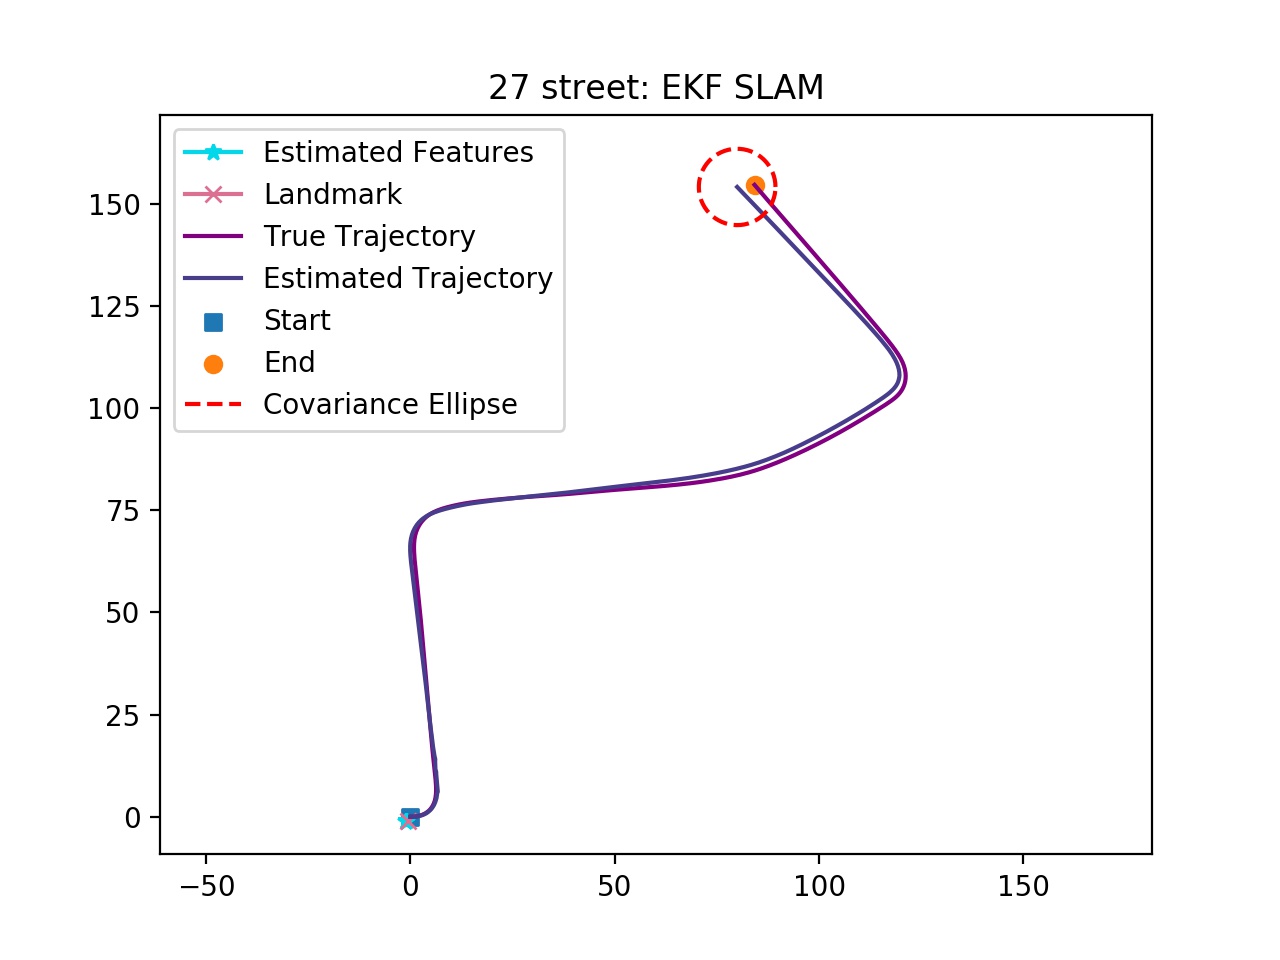 27 street: EKF SLAM
Estimated Features
Landmark
True Trajectory
Estimated Trajectory
Start
End
Covariance Ellipse
150
125
100
75
50
25
0
−50 0 50 100 150